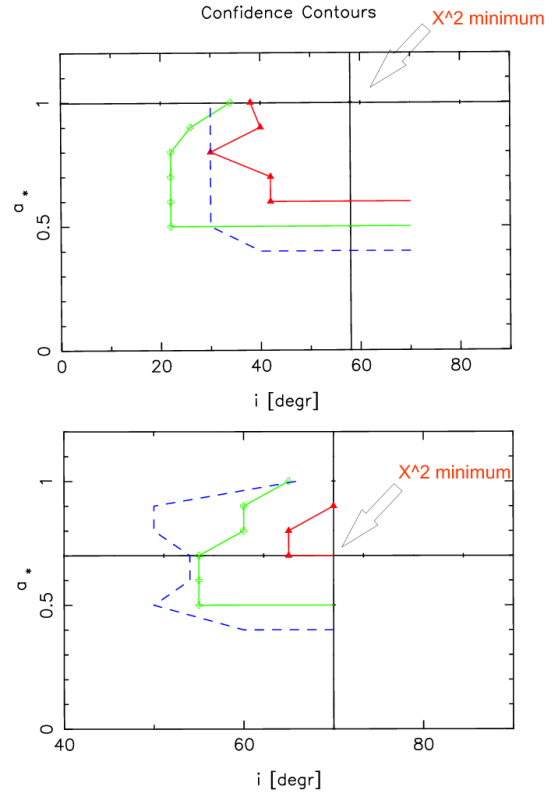 Confidence Contours
X^2 minimum
1
0.5
0
a*
0 20 40 60 80
i [degr]
X^2 minimum
1
0.5
0
a*
40 60 80
i [degr]